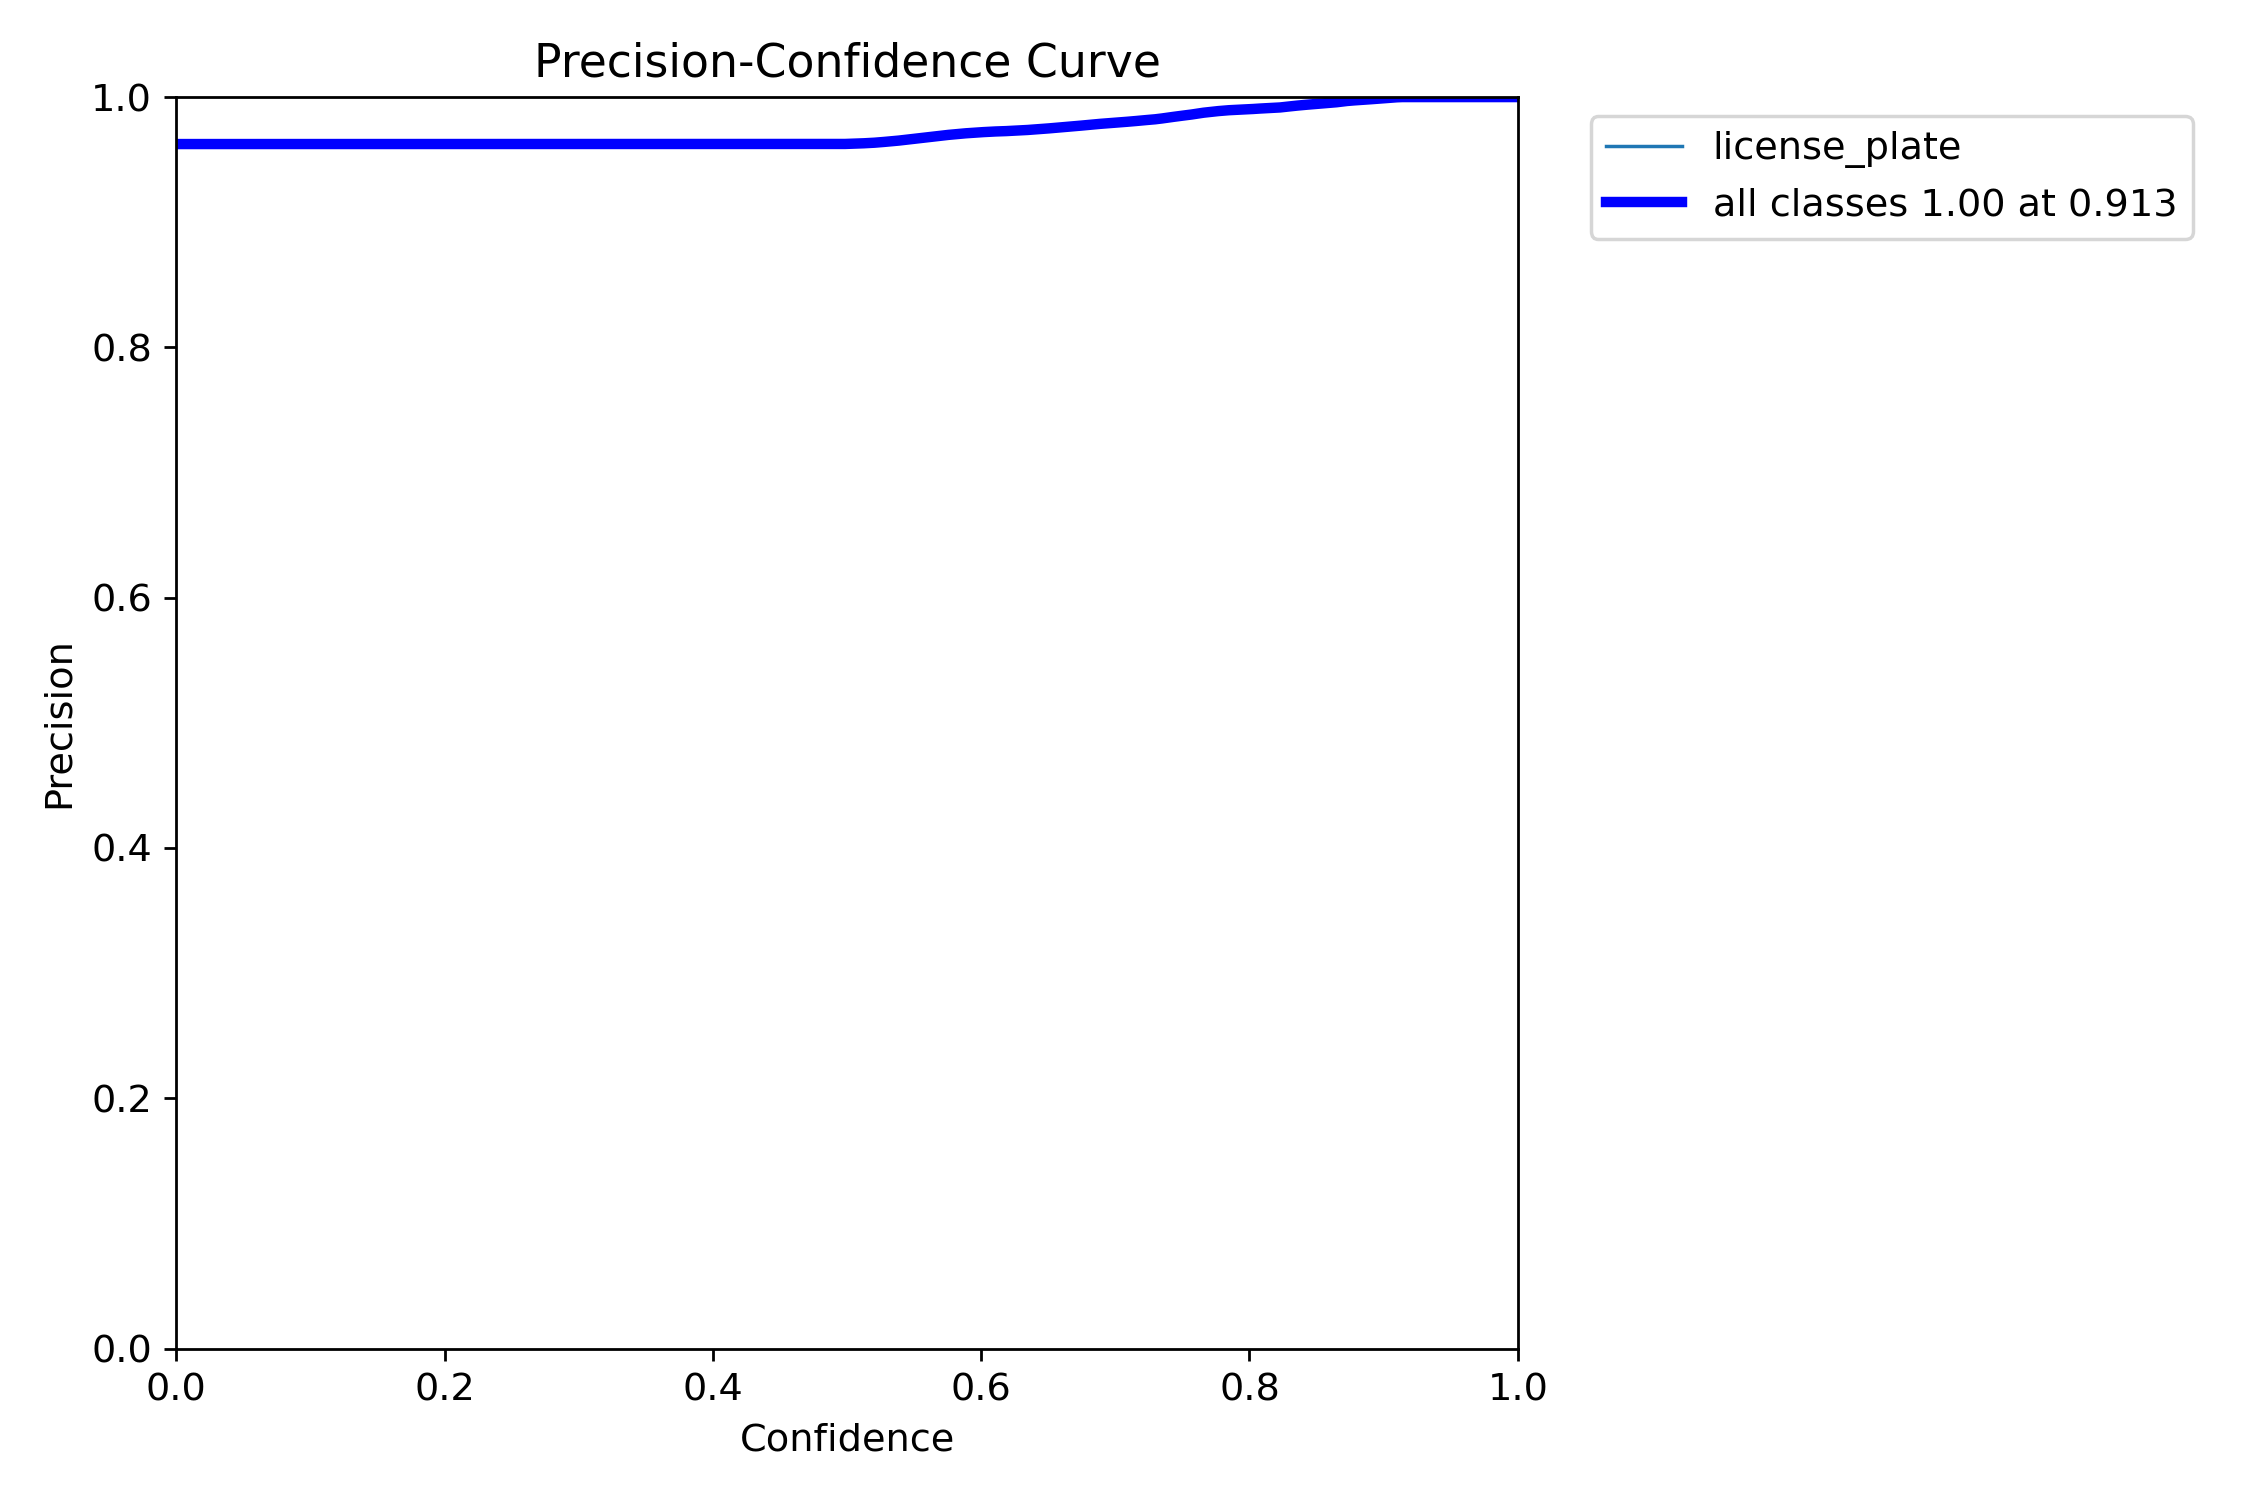 Precision-Confidence Curve
1.0
0.8
0.6
0.4
0.2
0.0
Precision
0.0 0.2 0.4 0.6 0.8 1.0
Confidence
license_plate
all classes 1.00 at 0.913